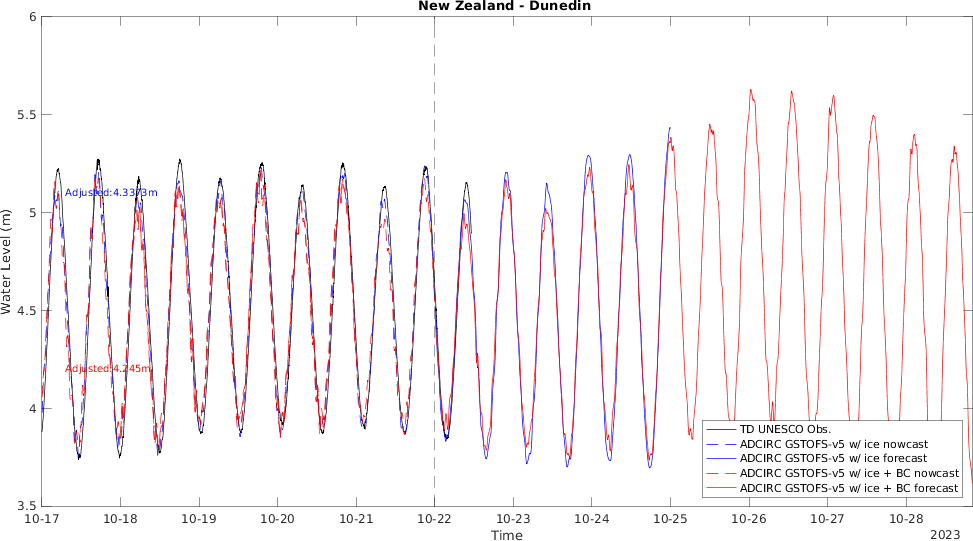 New Zealand - Dunedin
6
5.5
5
4.5
4
3.5
Water Level (m)
Adjusted:4.3373m
Adjusted:4.245m
TD UNESCO Obs.
ADCIRC GSTOFS-v5 w/ ice nowcast
ADCIRC GSTOFS-v5 w/ ice forecast
ADCIRC GSTOFS-v5 w/ ice + BC nowcast
ADCIRC GSTOFS-v5 w/ ice + BC forecast
10-17 10-18 10-19 10-20 10-21 10-22 10-23 10-24 10-25 10-26 10-27 10-28
Time
2023